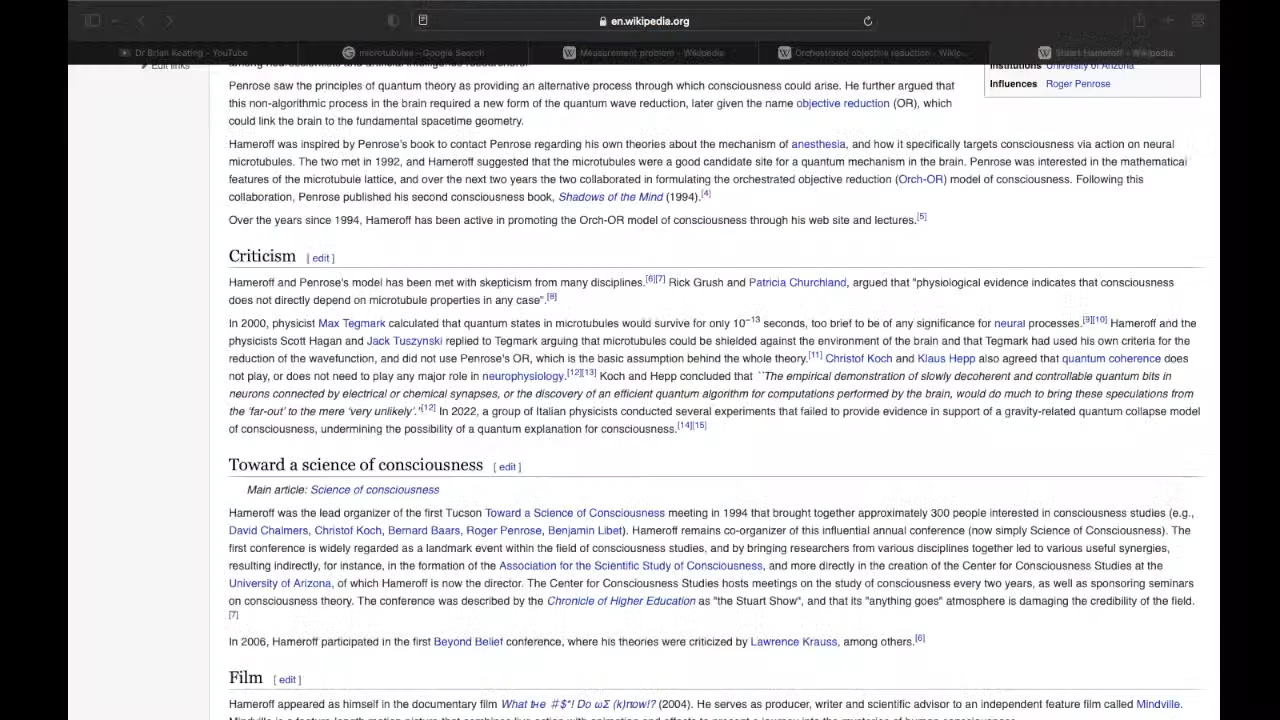 en.wikipedia.org
Dr Brian Keating - YouTube
microtubules - Google Search
Measurement problem - Wikipedia
Orchestrated objective reduction - Wikip...
Stuart Hameroff - Wikipedia
Edit links
among neuroscientists and artificial intelligence researchers.
Institutions University of Arizona
Influences Roger Penrose
Penrose saw the principles of quantum theory as providing an alternative process through which consciousness could arise. He further argued that
this non-algorithmic process in the brain required a new form of the quantum wave reduction, later given the name objective reduction (OR), which
could link the brain to the fundamental spacetime geometry.
Hameroff was inspired by Penrose's book to contact Penrose regarding his own theories about the mechanism of anesthesia, and how it specifically targets consciousness via action on neural
microtubules. The two met in 1992, and Hameroff suggested that the microtubules were a good candidate site for a quantum mechanism in the brain. Penrose was interested in the mathematical
features of the microtubule lattice, and over the next two years the two collaborated in formulating the orchestrated objective reduction (Orch-OR) model of consciousness. Following this
collaboration, Penrose published his second consciousness book, Shadows of the Mind (1994).[4]
Over the years since 1994, Hameroff has been active in promoting the Orch-OR model of consciousness through his web site and lectures.[5]
Criticism [ edit ]
Hameroff and Penrose's model has been met with skepticism from many disciplines.[6][7] Rick Grush and Patricia Churchland, argued that "physiological evidence indicates that consciousness
does not directly depend on microtubule properties in any case".[8]
In 2000, physicist Max Tegmark calculated that quantum states in microtubules would survive for only 10−13 seconds, too brief to be of any significance for neural processes.[9][10] Hameroff and the
physicists Scott Hagan and Jack Tuszynski replied to Tegmark arguing that microtubules could be shielded against the environment of the brain and that Tegmark had used his own criteria for the
reduction of the wavefunction, and did not use Penrose's OR, which is the basic assumption behind the whole theory.[11] Christof Koch and Klaus Hepp also agreed that quantum coherence does
not play, or does not need to play any major role in neurophysiology.[12][13] Koch and Hepp concluded that ``The empirical demonstration of slowly decoherent and controllable quantum bits in
neurons connected by electrical or chemical synapses, or the discovery of an efficient quantum algorithm for computations performed by the brain, would do much to bring these speculations from
the 'far-out' to the mere 'very unlikely'.''[12] In 2022, a group of Italian physicists conducted several experiments that failed to provide evidence in support of a gravity-related quantum collapse model
of consciousness, undermining the possibility of a quantum explanation for consciousness.[14][15]
Toward a science of consciousness [ edit ]
Main article: Science of consciousness
Hameroff was the lead organizer of the first Tucson Toward a Science of Consciousness meeting in 1994 that brought together approximately 300 people interested in consciousness studies (e.g.,
David Chalmers, Christof Koch, Bernard Baars, Roger Penrose, Benjamin Libet). Hameroff remains co-organizer of this influential annual conference (now simply Science of Consciousness). The
first conference is widely regarded as a landmark event within the field of consciousness studies, and by bringing researchers from various disciplines together led to various useful synergies,
resulting indirectly, for instance, in the formation of the Association for the Scientific Study of Consciousness, and more directly in the creation of the Center for Consciousness Studies at the
University of Arizona, of which Hameroff is now the director. The Center for Consciousness Studies hosts meetings on the study of consciousness every two years, as well as sponsoring seminars
on consciousness theory. The conference was described by the Chronicle of Higher Education as "the Stuart Show", and that its "anything goes" atmosphere is damaging the credibility of the field.
[7]
In 2006, Hameroff participated in the first Beyond Belief conference, where his theories were criticized by Lawrence Krauss, among others.[6]
Film [ edit ]
Hameroff appeared as himself in the documentary film What tнe #$*! Do ωΣ (k)πow!? (2004). He serves as producer, writer and scientific advisor to an independent feature film called Mindville.
Mindville is a feature-length motion picture that combines live action with animation and effects to present a journey into the mysteries of human consciousness.